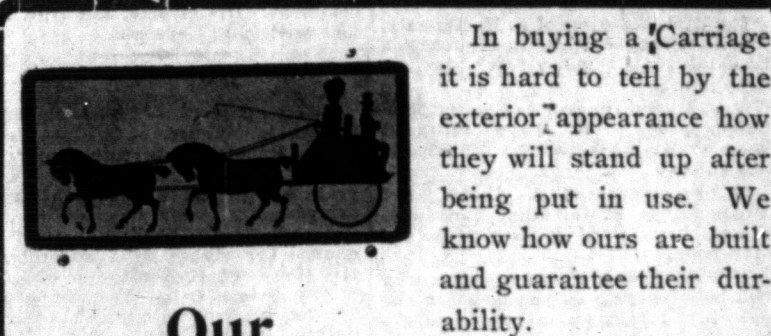 In buying a Carriage
it is hard to tell by the
exterior appearance how
they will stand up after
being put in use. We
know how ours are built
and guarantee their dur-
ability.
Our